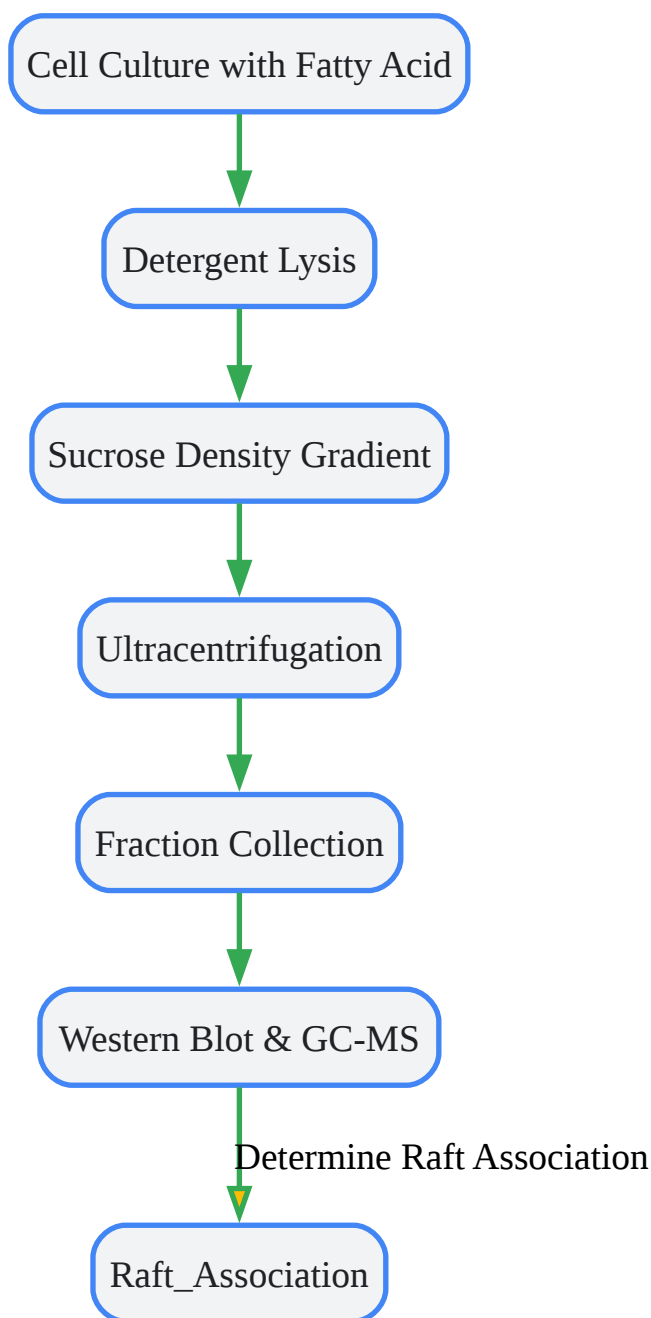 Cell Culture with Fatty Acid
Detergent Lysis
Sucrose Density Gradient
Ultracentrifugation
Fraction Collection
Western Blot & GC-MS
Determine Raft Association
Raft_Association